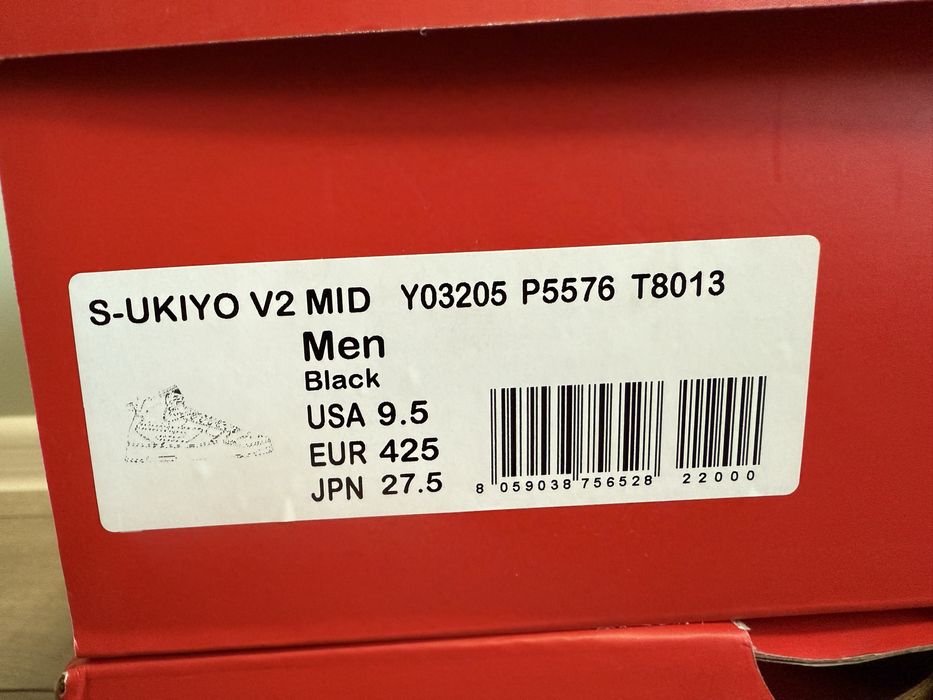 S-UKIYO V2 MID Y03205 P5576 T8013
Men
Black
USA 9.5
EUR 425
JPN 27.5
8 059038 756528 22000